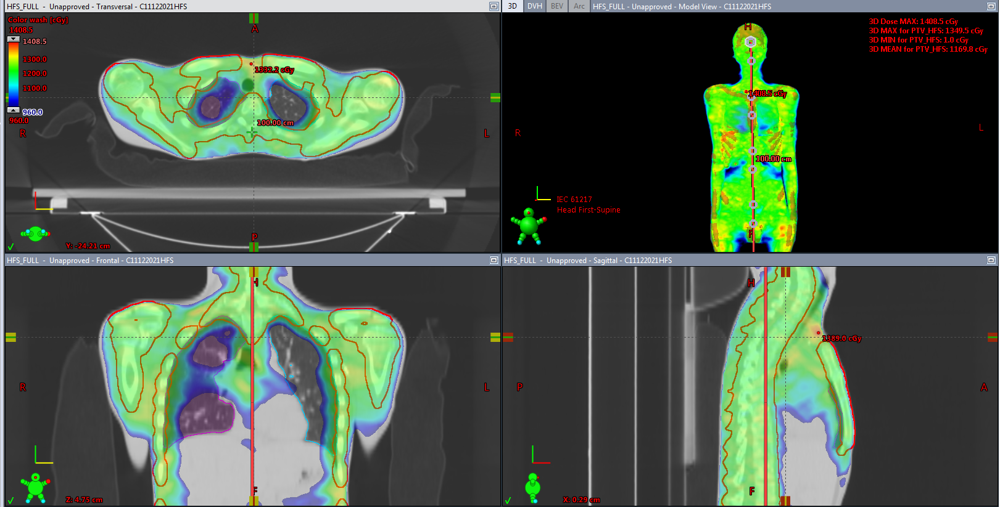 HFS_FULL - Unapproved - Transversal - C11122021HFS
Color wash [cGy]
1408.5
1408.5
1300.0
1200.0
1100.0
960.0
960.0
A
1332.2 cGy
100.00 cm
R
L
P
Y: -24.21 cm
3D
DVH
BEV
Arc
HFS_FULL - Unapproved - Model View - C11122021HFS
3D Dose MAX: 1408.5 cGy
3D MAX for PTV_HFS: 1349.5 cGy
3D MIN for PTV_HFS: 1.0 cGy
3D MEAN for PTV_HFS: 1169.8 cGy
H
1408.5 cGy
R
L
100.00 cm
IEC 61217
Head First-Supine
F
HFS_FULL - Unapproved - Frontal - C11122021HFS
H
R
L
F
Z: 4.75 cm
HFS_FULL - Unapproved - Sagittal - C11122021HFS
H
1389.0 cGy
P
A
F
X: 0.29 cm